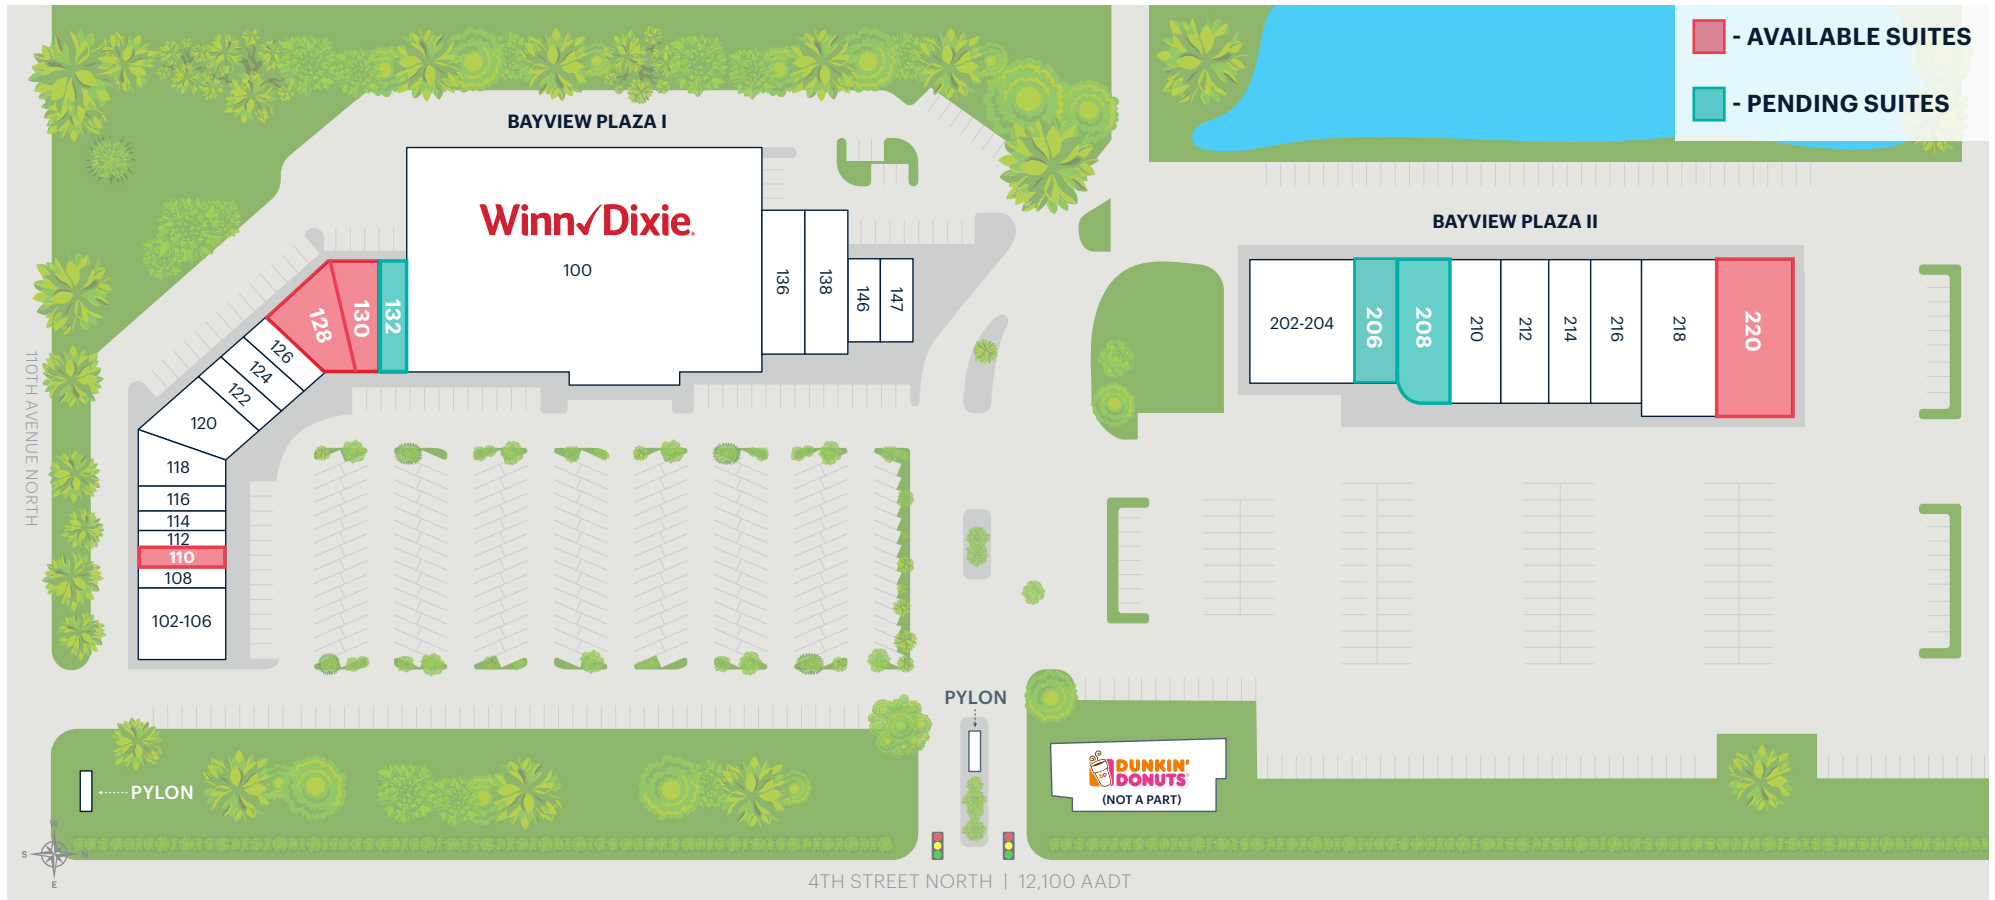 - AVAILABLE SUITES
- PENDING SUITES
BAYVIEW PLAZA I
Winn Dixie
100
BAYVIEW PLAZA II
136
138
146
147
132
130
128
126
124
122
120
118
116
114
112
110
108
102-106
202-204
206
208
210
212
214
216
218
220
110TH AVENUE NORTH
PYLON
PYLON
DUNKIN'
DONUTS
(NOT A PART)
W
S
N
E
4TH STREET NORTH | 12,100 AADT